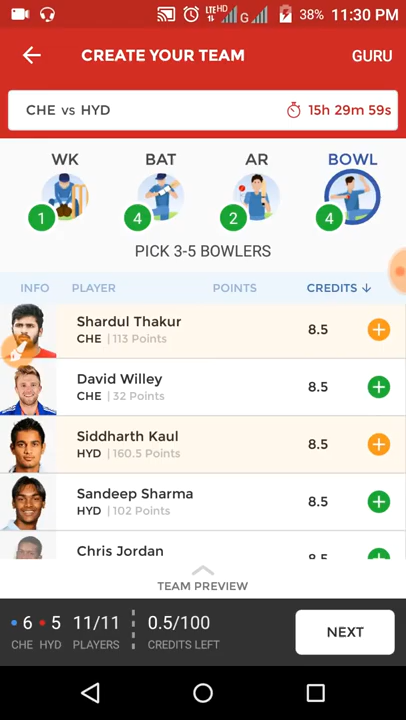 LTE HD G 38% 11:30 PM
CREATE YOUR TEAM GURU
CHE vs HYD 15h 29m 59s
WK BAT AR BOWL
1 4 2 4
PICK 3-5 BOWLERS
INFO PLAYER POINTS CREDITS ↓
Shardul Thakur 8.5 +
CHE | 113 Points
David Willey 8.5 +
CHE | 32 Points
Siddharth Kaul 8.5 +
HYD | 160.5 Points
Sandeep Sharma 8.5 +
HYD | 102 Points
Chris Jordan 8.5 +
TEAM PREVIEW
6 5 11/11 0.5/100 NEXT
CHE HYD PLAYERS CREDITS LEFT